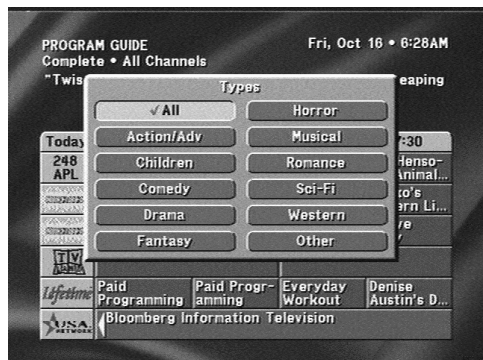 PROGRAM GUIDE
Fri, Oct 16 • 6:28AM
Complete • All Channels
"Twis
eaping
Types
✓All
Horror
Action/Adv
Musical
Children
Romance
Comedy
Sci-Fi
Drama
Western
Fantasy
Other
Today
7:30
248
APL
Henso-
Animal...
ko's
ern Li...
ve
TV
Lifetime
Paid
Programming
Paid Progr-
amming
Everyday
Workout
Denise
Austin's D...
USA
NETWORK
Bloomberg Information Television